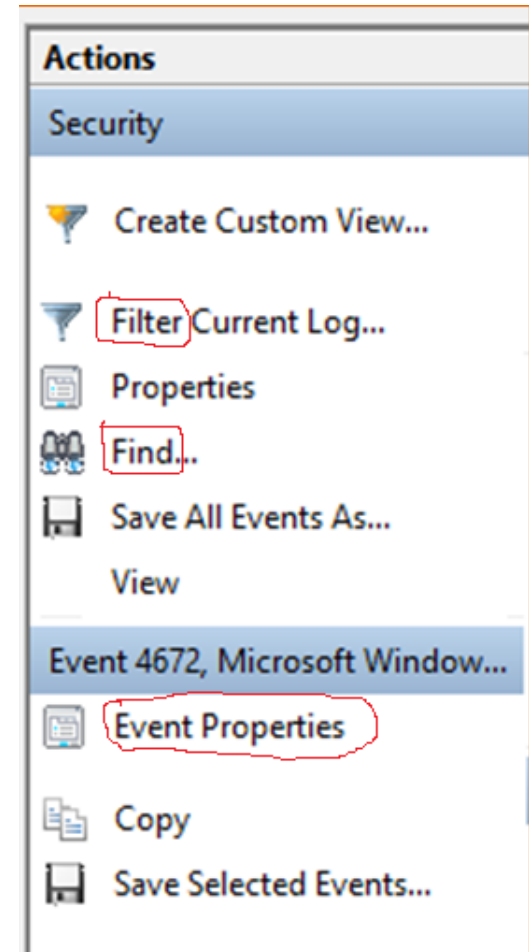 Actions
Security
Create Custom View...
Filter Current Log...
Properties
Find...
Save All Events As...
View
Event 4672, Microsoft Window...
Event Properties
Copy
Save Selected Events...